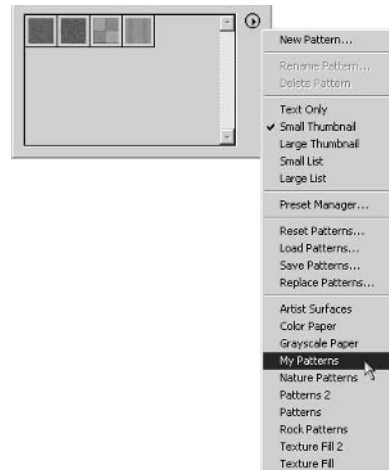 New Pattern...
Rename Pattern...
Delete Pattern
Text Only
Small Thumbnail
Large Thumbnail
Small List
Large List
Preset Manager...
Reset Patterns...
Load Patterns...
Save Patterns...
Replace Patterns...
Artist Surfaces
Color Paper
Grayscale Paper
My Patterns
Nature Patterns
Patterns 2
Patterns
Rock Patterns
Texture Fill 2
Texture Fill